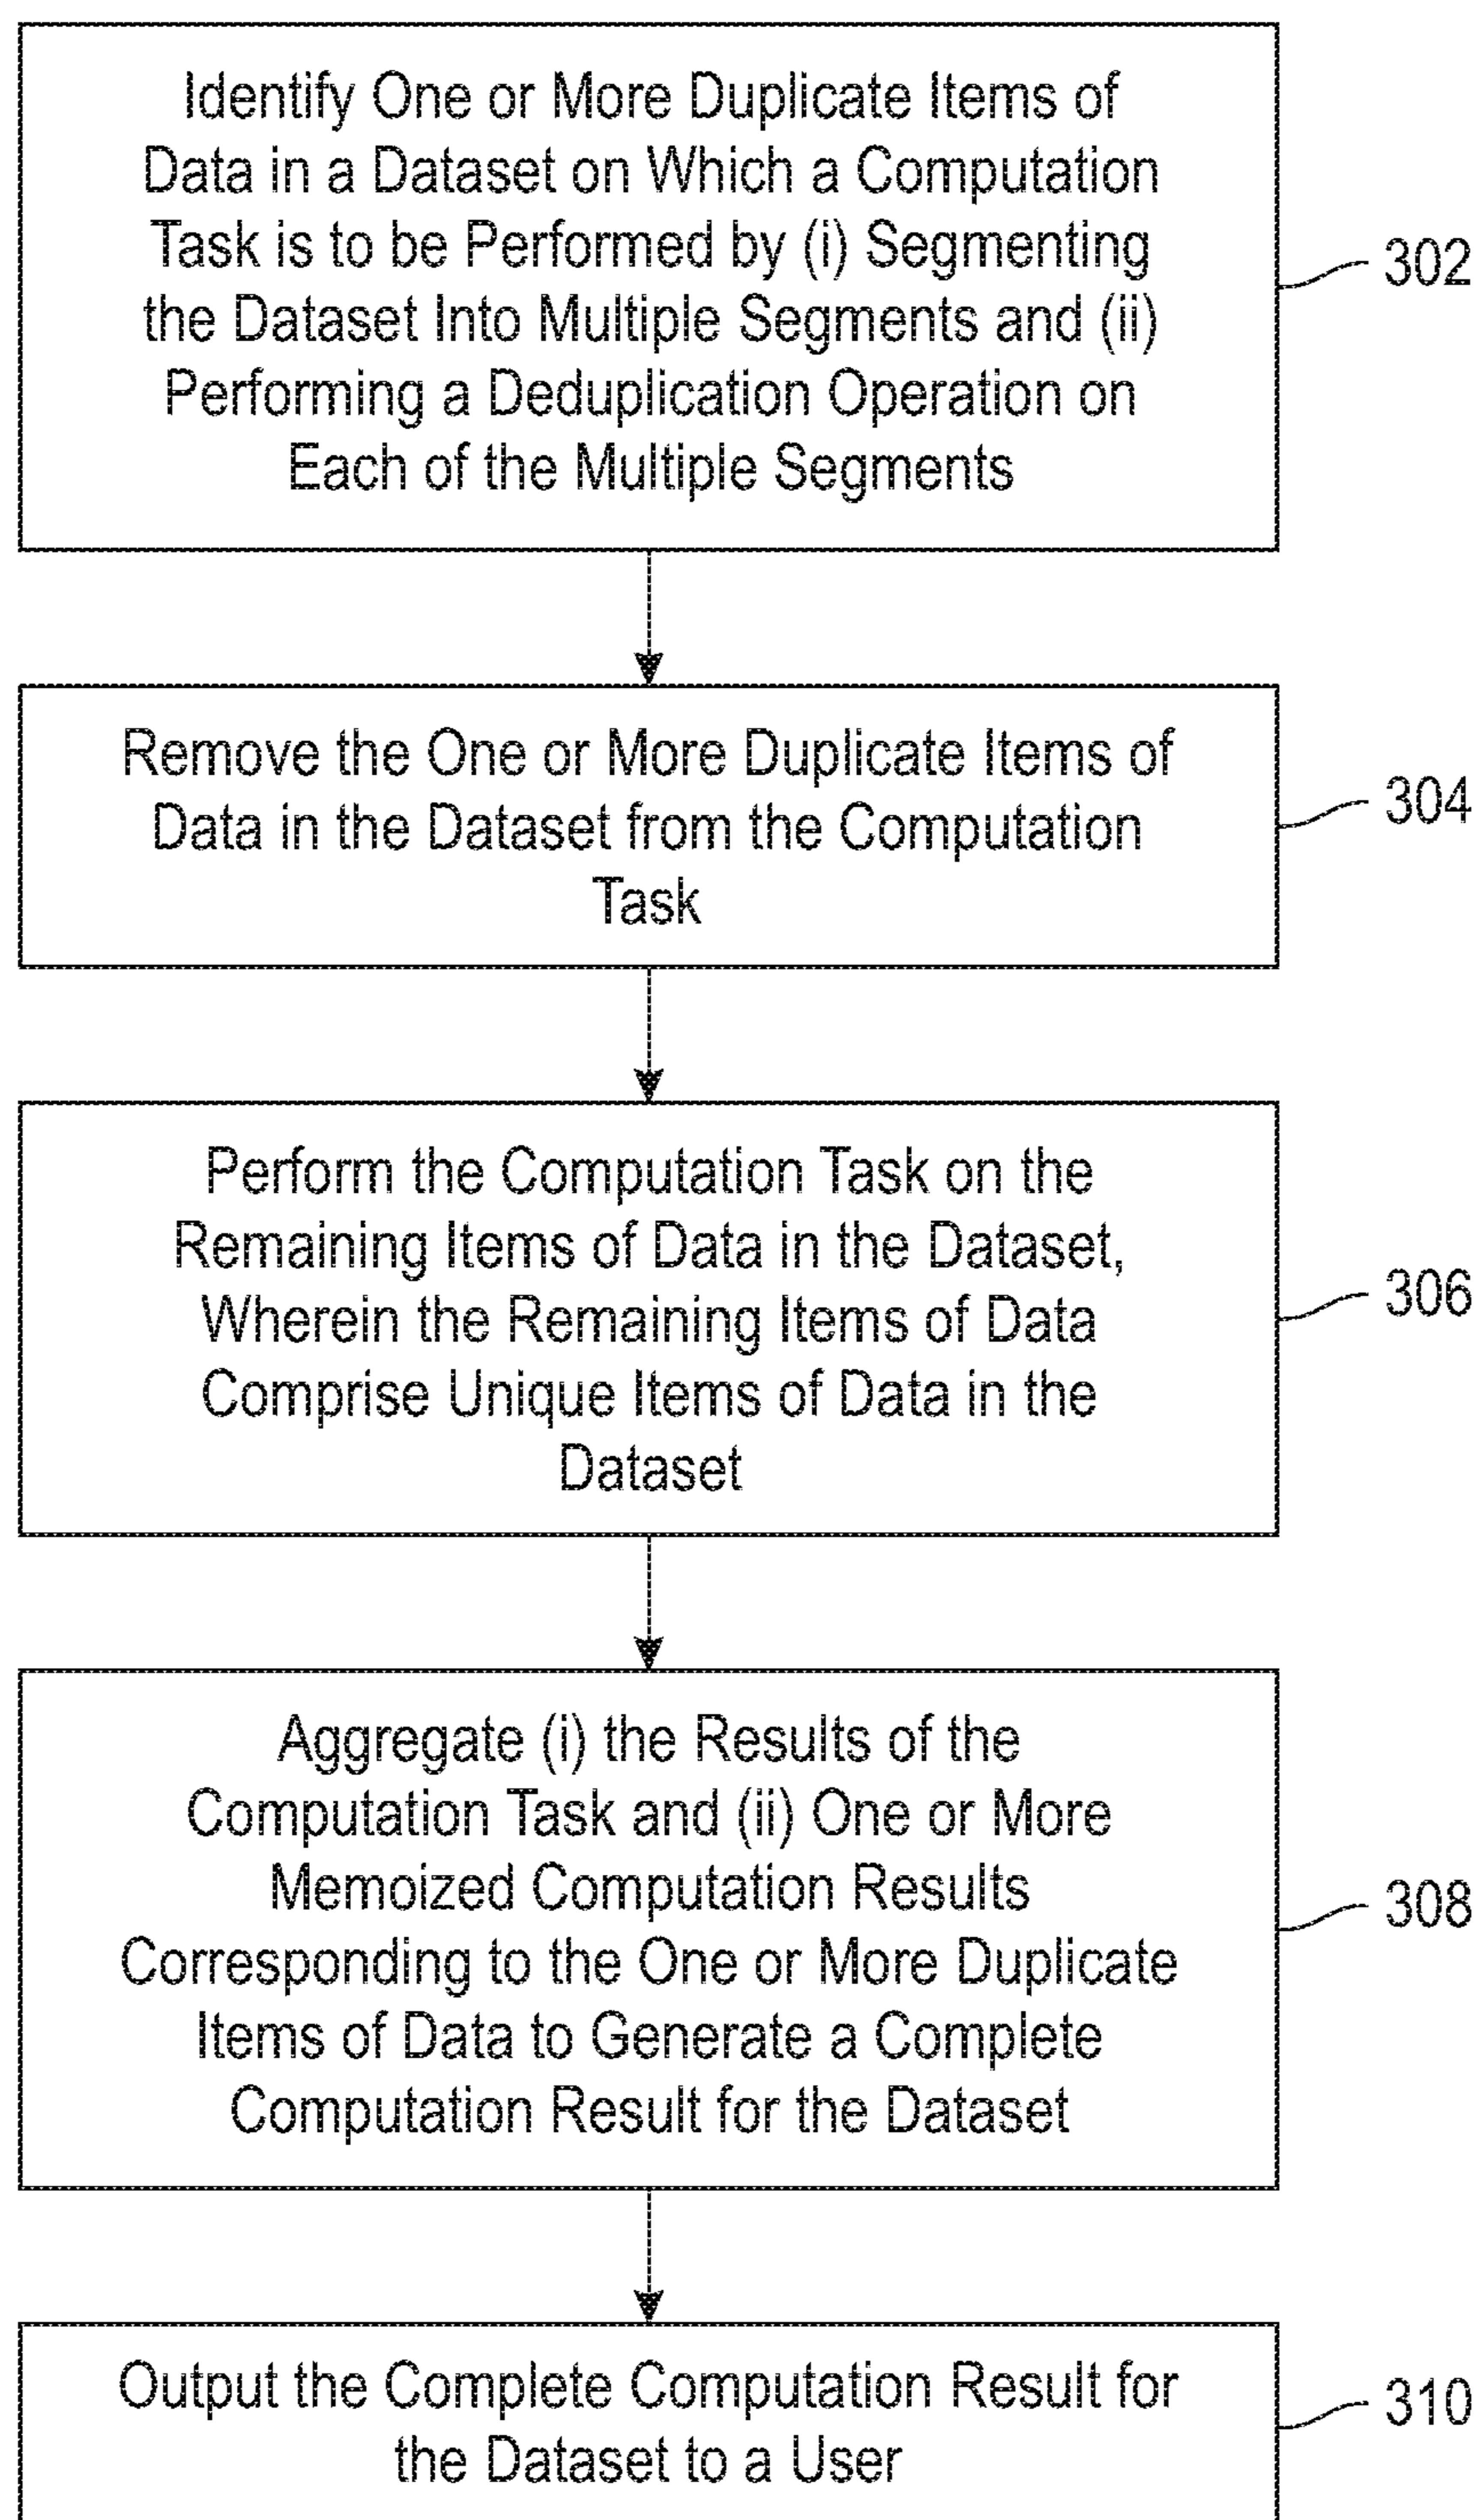 Identify One or More Duplicate Items of
Data in a Dataset on Which a Computation
Task is to be Performed by (i) Segmenting
the Dataset Into Multiple Segments and (ii)
Performing a Deduplication Operation on
Each of the Multiple Segments
302
Remove the One or More Duplicate Items of
Data in the Dataset from the Computation
Task
304
Perform the Computation Task on the
Remaining Items of Data in the Dataset,
Wherein the Remaining Items of Data
Comprise Unique Items of Data in the
Dataset
306
Aggregate (i) the Results of the
Computation Task and (ii) One or More
Memoized Computation Results
Corresponding to the One or More Duplicate
Items of Data to Generate a Complete
Computation Result for the Dataset
308
Output the Complete Computation Result for
the Dataset to a User
310